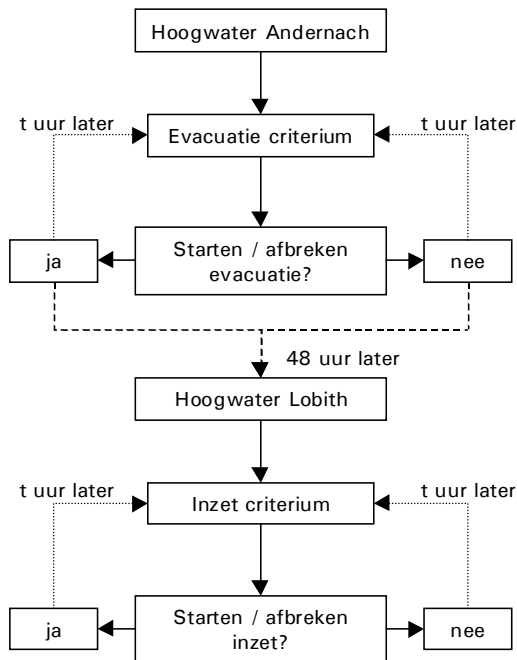 Hoogwater Andernach
t uur later
t uur later
Evacuatie criterium
ja
Starten / afbreken
evacuatie?
nee
48 uur later
Hoogwater Lobith
t uur later
t uur later
Inzet criterium
ja
Starten / afbreken
inzet?
nee